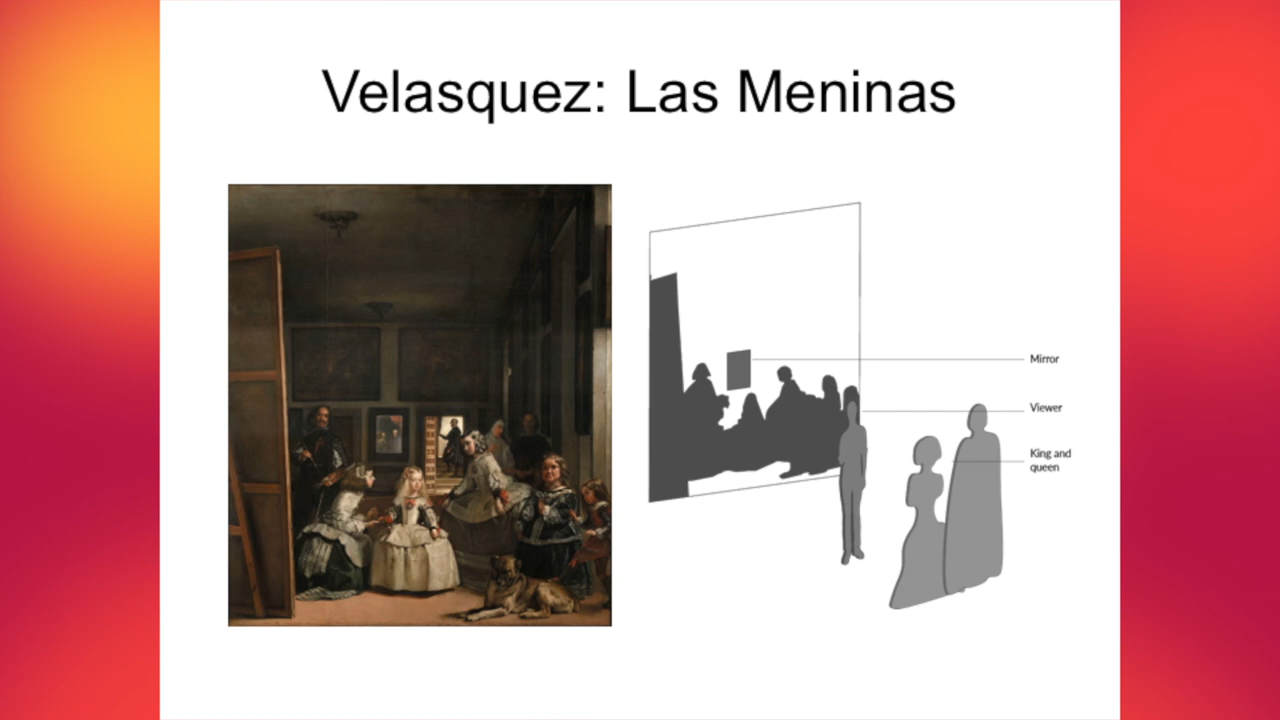 Velasquez: Las Meninas
Mirror
Viewer
King and
queen